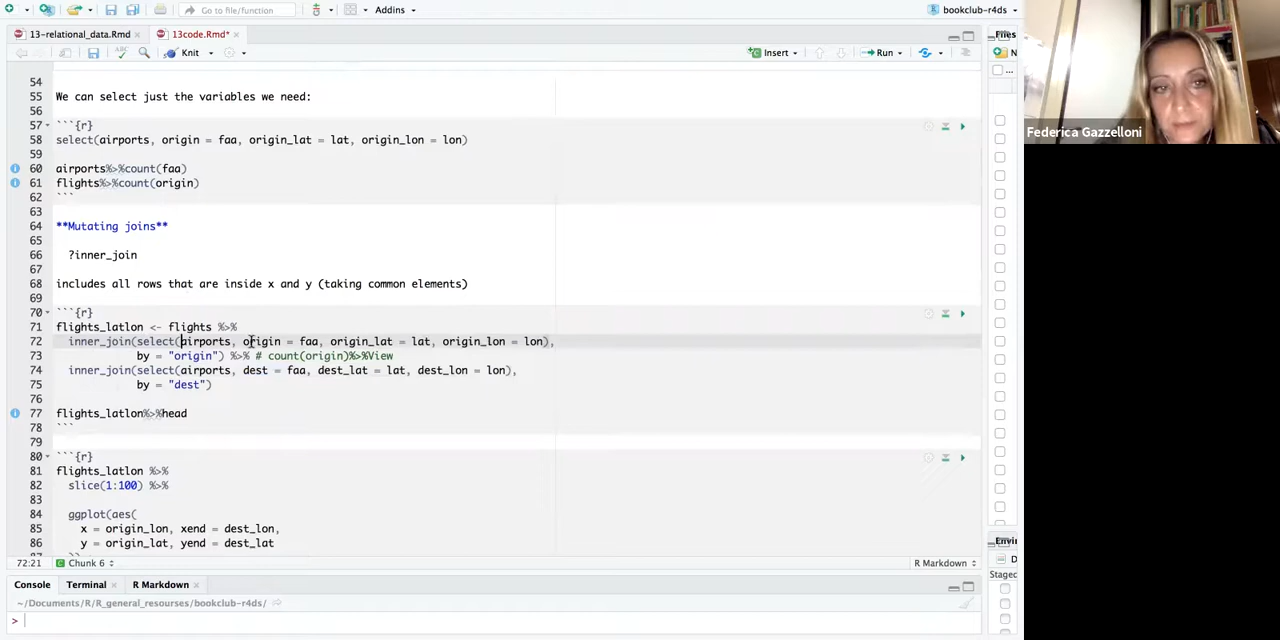 Go to file/function
Addins
bookclub-r4ds
13-relational_data.Rmd
13code.Rmd*
Files
ABC
Knit
Insert
Run
N
...
54
55 We can select just the variables we need:
56
57 ```{r}
58 select(airports, origin = faa, origin_lat = lat, origin_lon = lon)
59
60 airports%>%count(faa)
61 flights%>%count(origin)
62 ```
63
64 **Mutating joins**
65
66 ?inner_join
67
68 includes all rows that are inside x and y (taking common elements)
69
70 ```{r}
71 flights_latlon <- flights %>%
72 inner_join(select(airports, origin = faa, origin_lat = lat, origin_lon = lon),
73 by = "origin") %>% # count(origin)%>%View
74 inner_join(select(airports, dest = faa, dest_lat = lat, dest_lon = lon),
75 by = "dest")
76
77 flights_latlon%>%head
78 ```
79
80 ```{r}
81 flights_latlon %>%
82 slice(1:100) %>%
83
84 ggplot(aes(
85 x = origin_lon, xend = dest_lon,
86 y = origin_lat, yend = dest_lat
72:21 Chunk 6 R Markdown
Envir
D
Staged
Console Terminal R Markdown
~/Documents/R/R_general_resourses/bookclub-r4ds/
>
Federica Gazzelloni